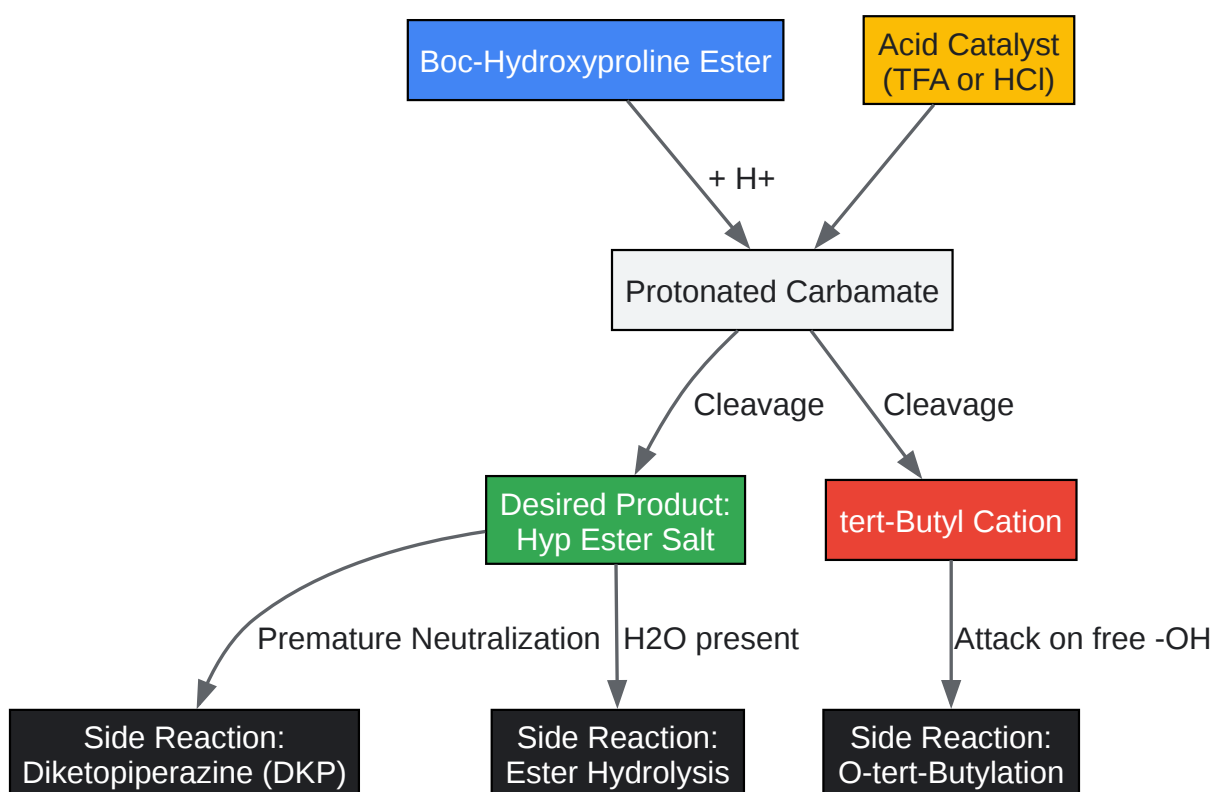 Boc-Hydroxyproline Ester
Acid Catalyst
(TFA or HCl)
+ H+
Protonated Carbamate
Cleavage
Cleavage
Desired Product:
Hyp Ester Salt
tert-Butyl Cation
Premature Neutralization
H2O present
Attack on free -OH
Side Reaction:
Diketopiperazine (DKP)
Side Reaction:
Ester Hydrolysis
Side Reaction:
O-tert-Butylation